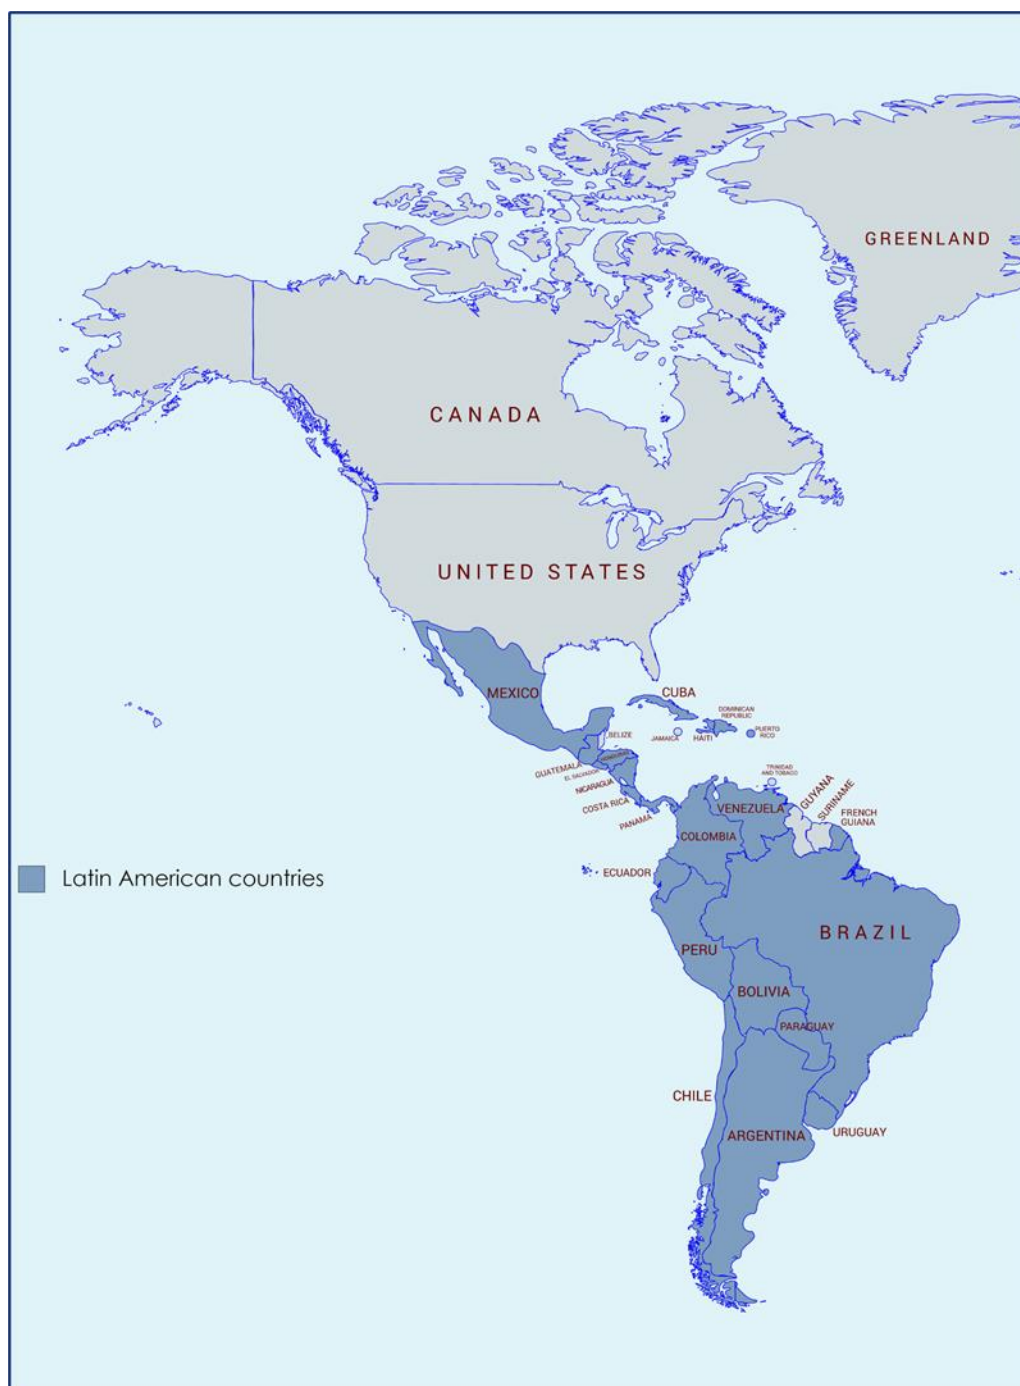 GREENLAND
CANADA
UNITED STATES
MEXICO
CUBA
DOMINICAN
REPUBLIC
PUERTO
RICO
JAMAICA
HAITI
BELIZE
GUATEMALA
HONDURAS
EL SALVADOR
NICARAGUA
COSTA RICA
PANAMA
TRINIDAD
AND TOBACO
VENEZUELA
GUYANA
SURINAME
FRENCH
GUIANA
COLOMBIA
ECUADOR
Latin American countries
BRAZIL
PERU
BOLIVIA
PARAGUAY
CHILE
ARGENTINA
URUGUAY